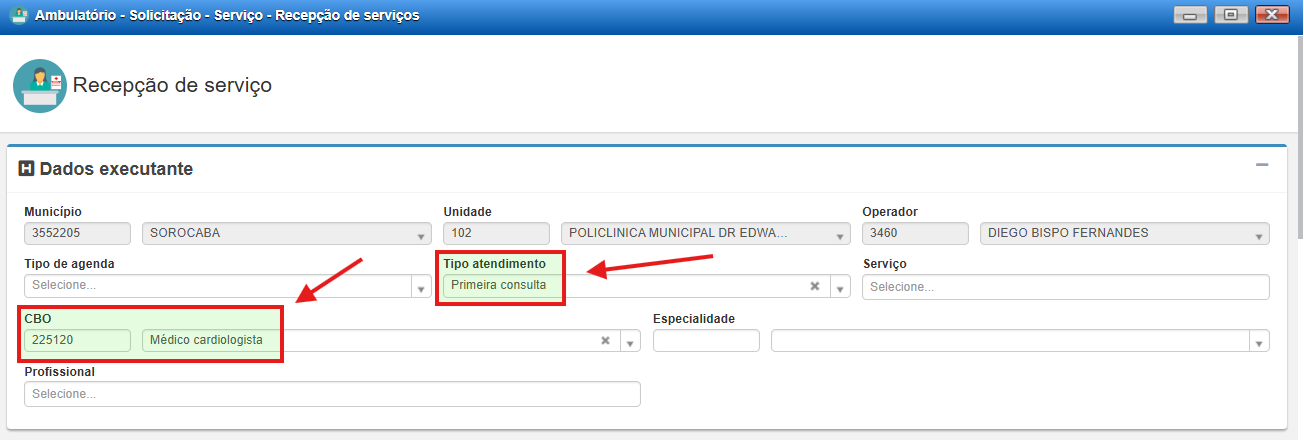 Ambulatório - Solicitação - Serviço - Recepção de serviços
Recepção de serviço
H Dados executante
Município Unidade Operador
3552205 SOROCABA 102 POLICLINICA MUNICIPAL DR EDWA... 3460 DIEGO BISPO FERNANDES
Tipo de agenda Tipo atendimento Serviço
Selecione... Primeira consulta Selecione...
CBO Especialidade
225120 Médico cardiologista
Profissional
Selecione...